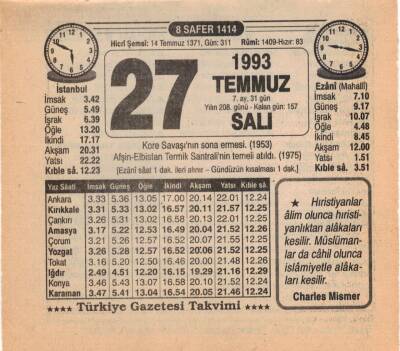 8 SAFER 1414
Hicrî Şemsî: 14 Temmuz 1371, Gün: 311 Rûmî: 1409-Hızır: 83
İstanbul
İmsak 3.42
Güneş 5.49
İşrak 6.39
Öğle 13.20
İkindi 17.17
Akşam 20.31
Yatsı 22.22
Kıble sâ. 12.23
27
1993
TEMMUZ
7. ay, 31 gün
Yılın 208. günü - Kalan gün: 157
SALI
Ezânî (Mahallî)
İmsak 7.10
Güneş 9.17
İşrak 10.07
Öğle 4.48
İkindi 8.45
Akşam 12.00
Yatsı 1.51
Kıble sâ. 3.51
Kore Savaşı'nın sona ermesi. (1953)
Afşin-Elbistan Termik Santrali'nin temeli atıldı. (1975)
[Ezânî sâat 1 dak. ileri alınır – Gündüzün kısalması 1 dak.]
Yaz Sâati İmsak Güneş Öğle İkindi Akşam Yatsı Kıble sâ.
Ankara 3.33 5.36 13.05 17.00 20.14 22.01 12.24
Kırıkkale 3.31 5.33 13.02 16.57 20.11 21.57 12.25
Çankırı 3.26 5.31 13.02 16.58 20.13 22.01 12.24
Amasya 3.17 5.22 12.53 16.49 20.04 21.52 12.26
Çorum 3.21 5.26 12.57 16.52 20.07 21.55 12.25
Yozgat 3.26 5.28 12.57 16.52 20.06 21.52 12.25
Tokat 3.16 5.20 12.50 16.46 20.00 21.48 12.26
Iğdır 2.49 4.51 12.20 16.15 19.29 21.16 12.29
Konya 3.46 5.43 13.07 16.58 20.10 21.52 12.24
Karaman 3.47 5.41 13.04 16.54 20.05 21.46 12.24
★ Hıristiyanlar
âlim olunca hıristi-
yanlıktan alâkaları
kesilir. Müslüman-
lar da câhil olunca
islâmiyetle alâka-
ları kesilir.
Charles Mismer
★★★★ Türkiye Gazetesi Takvimi ★★★★